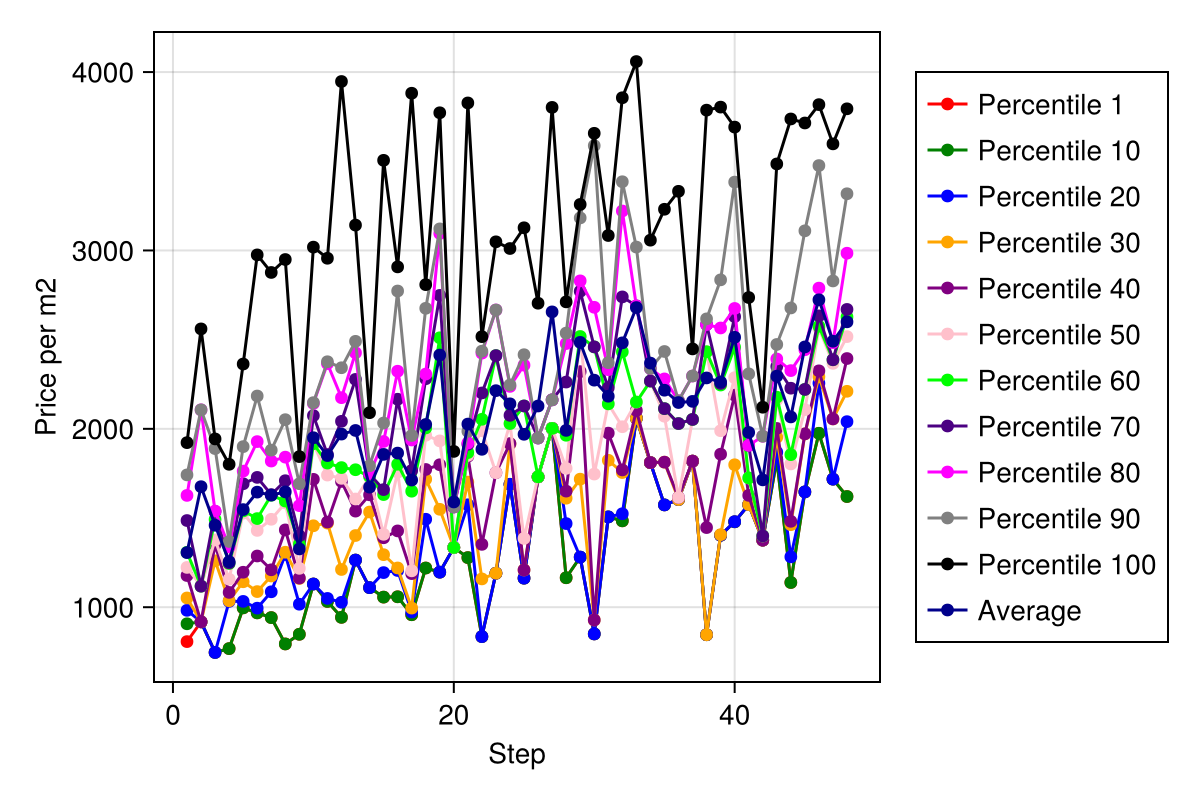 4000
3000
2000
1000
Price per m2
0
20
40
Step
Percentile 1
Percentile 10
Percentile 20
Percentile 30
Percentile 40
Percentile 50
Percentile 60
Percentile 70
Percentile 80
Percentile 90
Percentile 100
Average